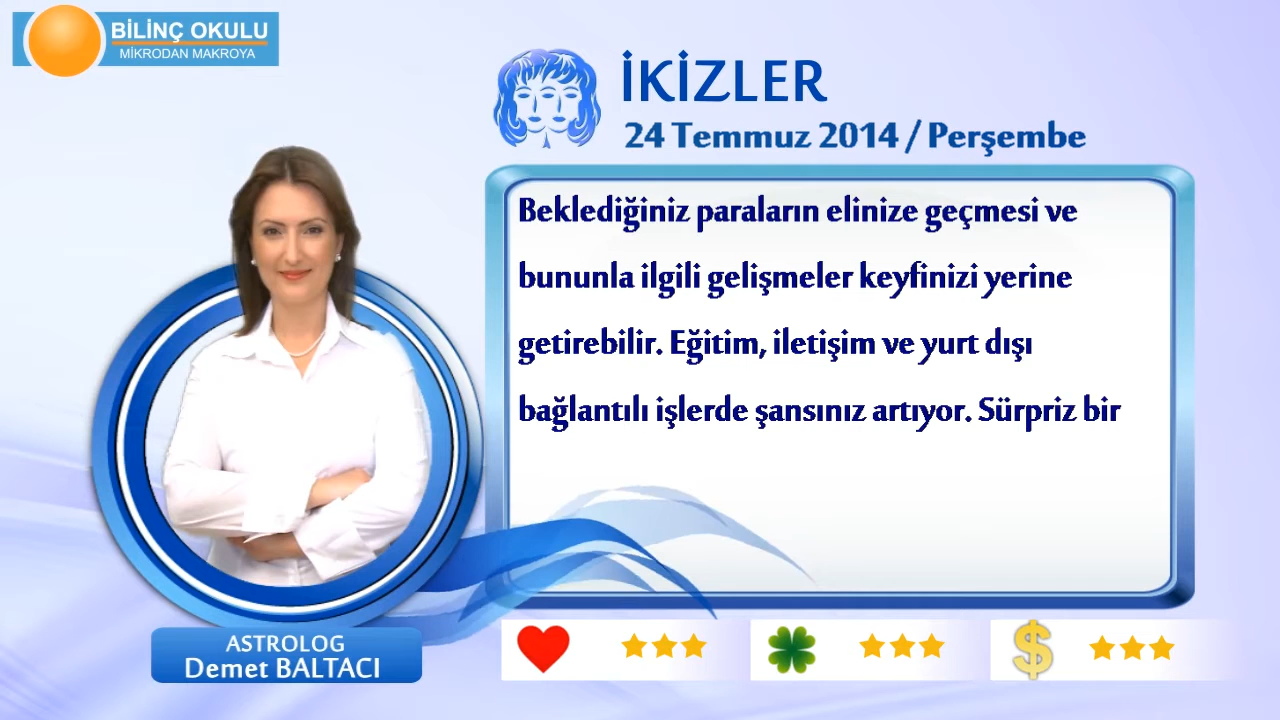 BİLİNÇ OKULU
MİKRODAN MAKROYA
İKİZLER
24 Temmuz 2014 / Perşembe
Beklediğiniz paraların elinize geçmesi ve
bununla ilgili gelişmeler keyfinizi yerine
getirebilir. Eğitim, iletişim ve yurt dışı
bağlantılı işlerde şansınız artıyor. Sürpriz bir
ASTROLOG
Demet BALTACI